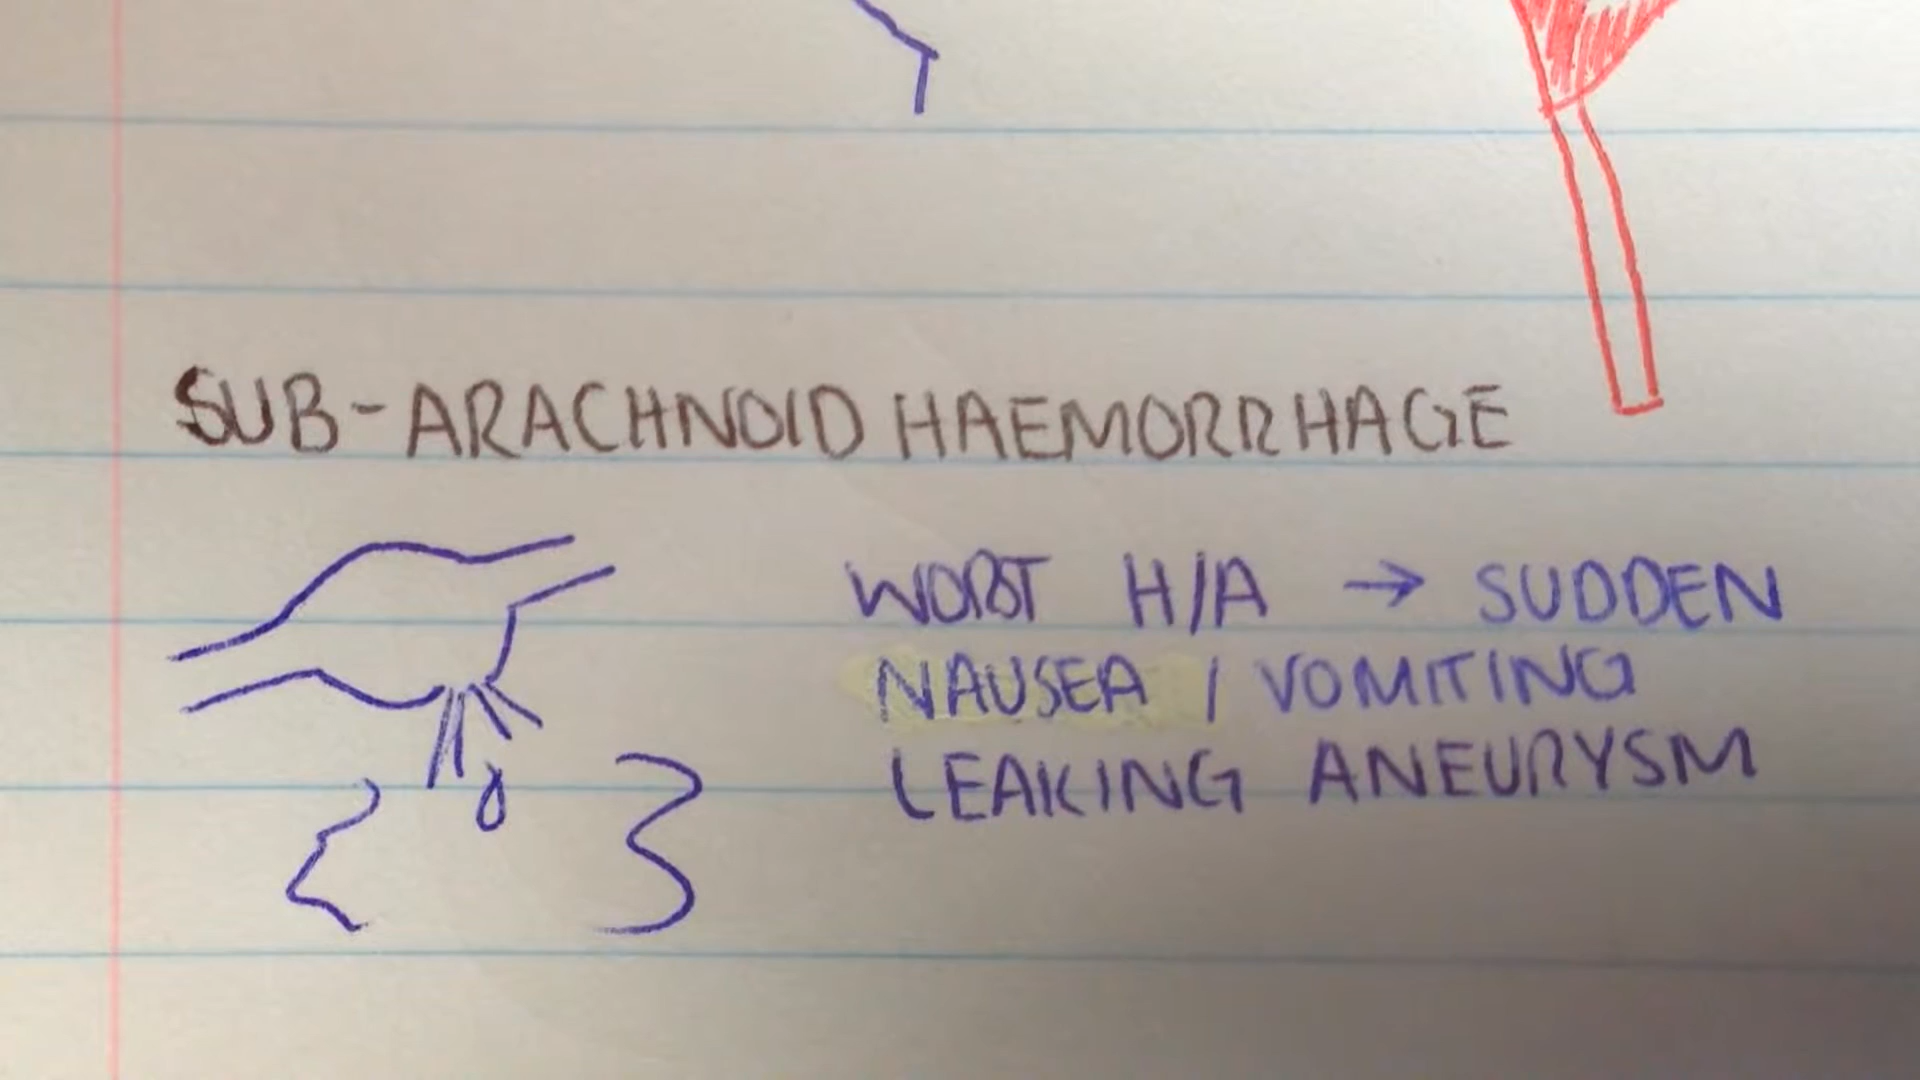 SUB-ARACHNOID HAEMORRHAGE
WORST H/A → SUDDEN
NAUSEA / VOMITING
LEAKING ANEURYSM